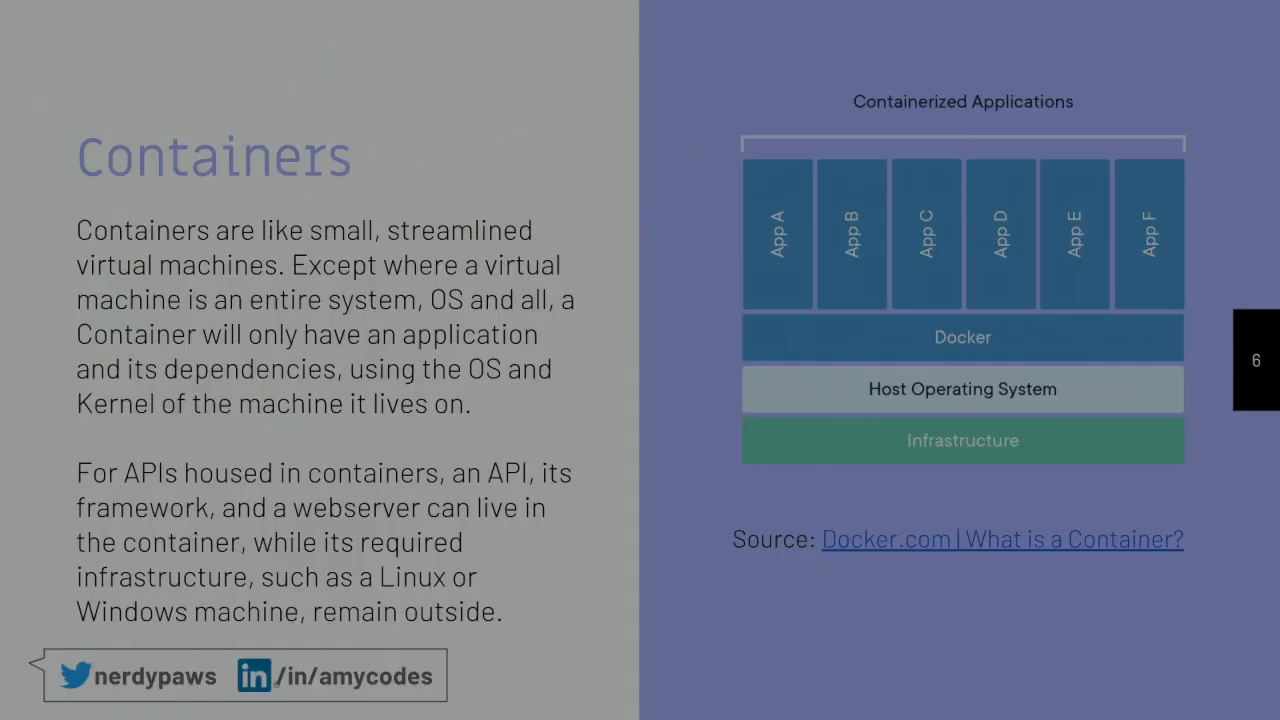 Containers
Containers are like small, streamlined
virtual machines. Except where a virtual
machine is an entire system, OS and all, a
Container will only have an application
and its dependencies, using the OS and
Kernel of the machine it lives on.
For APIs housed in containers, an API, its
framework, and a webserver can live in
the container, while its required
infrastructure, such as a Linux or
Windows machine, remain outside.
nerdypaws in /in/amycodes
Containerized Applications
App A
App B
App C
App D
App E
App F
Docker
Host Operating System
Infrastructure
Source: Docker.com | What is a Container?
6